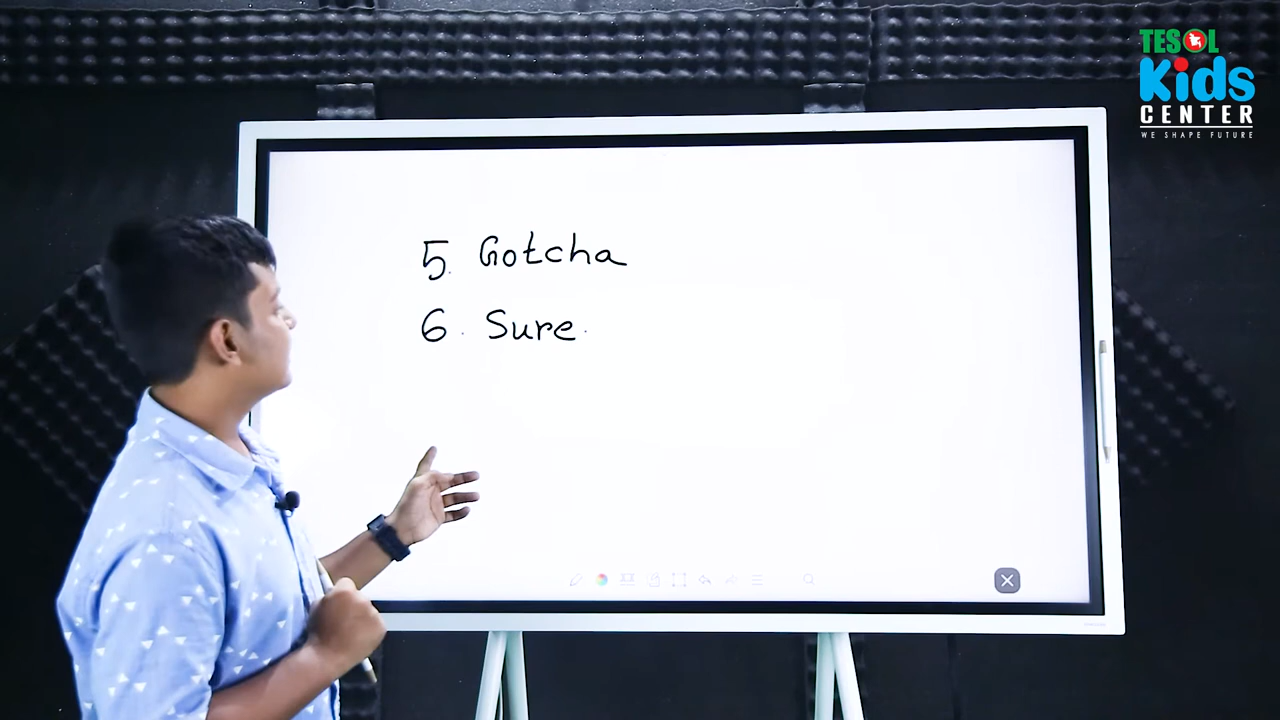 TESOL
Kids
CENTER
WE SHAPE FUTURE
5. Gotcha
6. Sure.